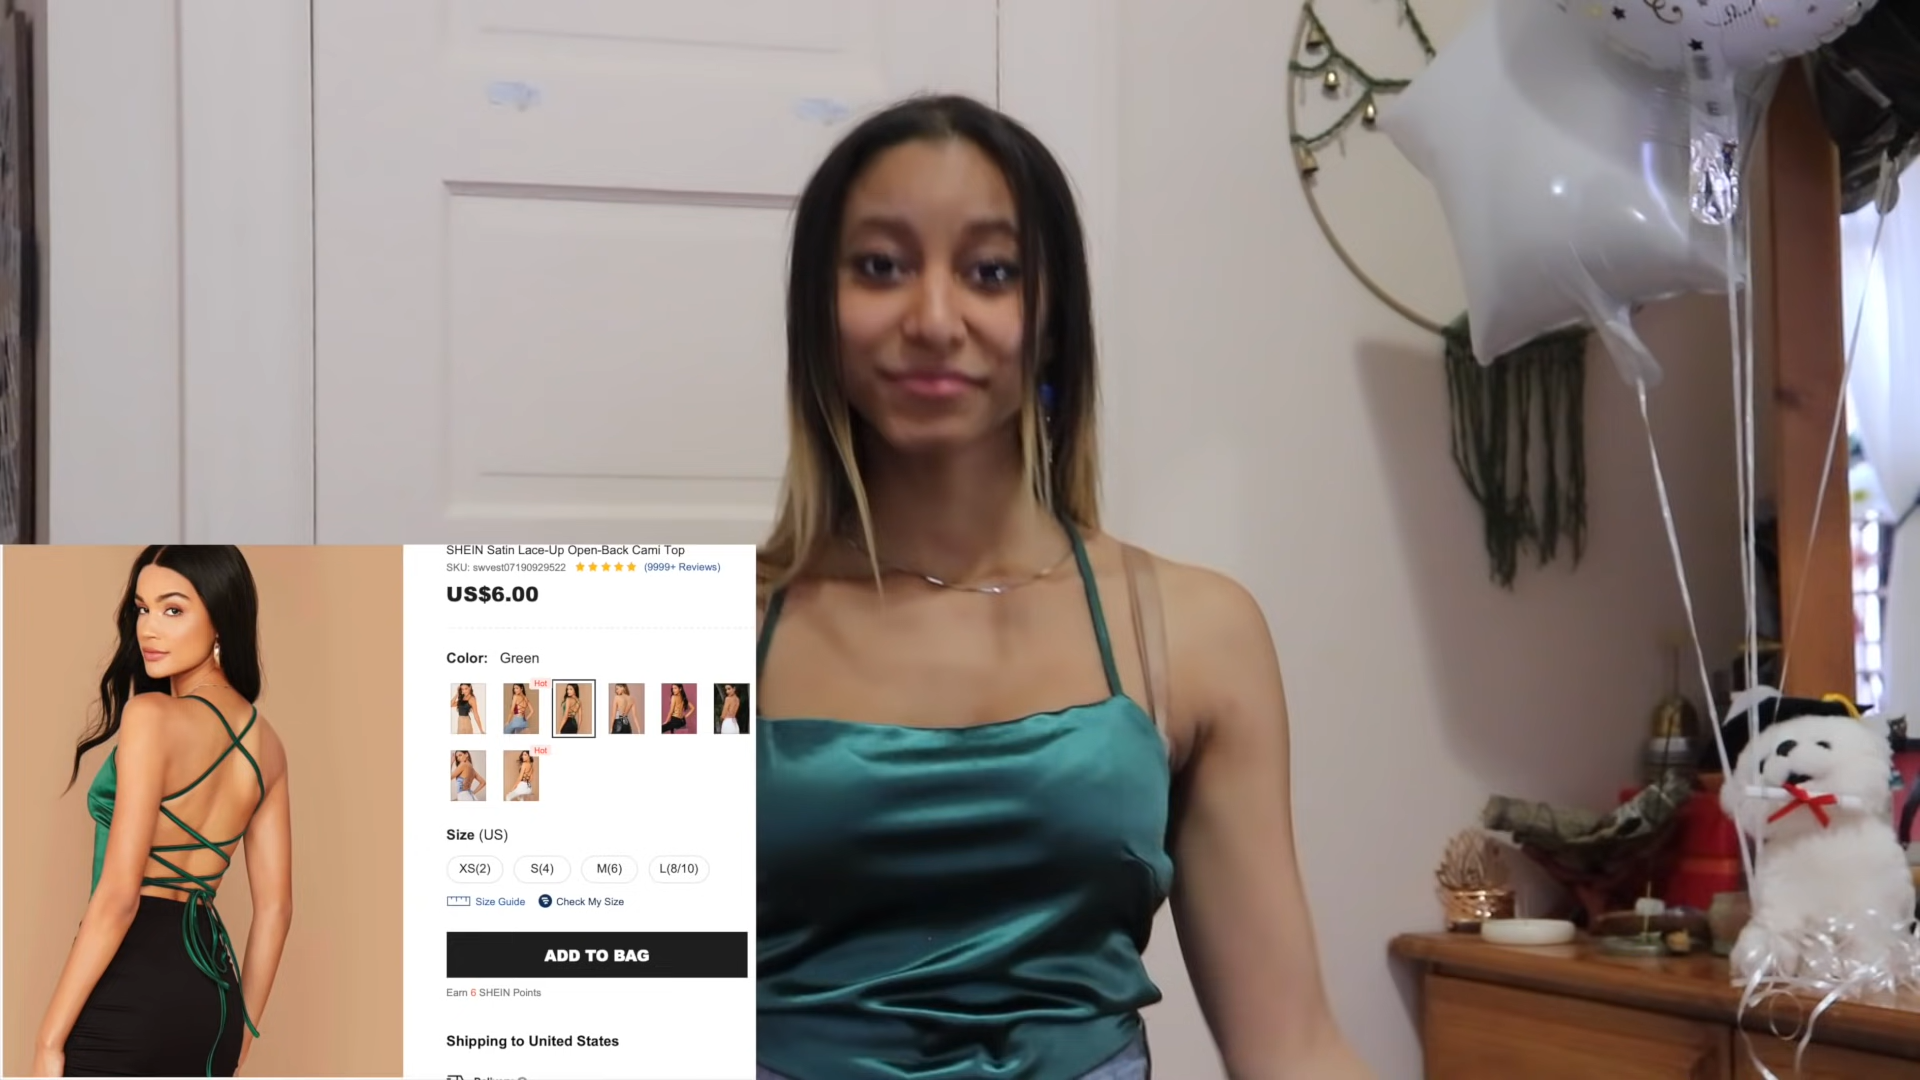 SHEIN Satin Lace-Up Open-Back Cami Top
SKU: swvest07190929522 (9999+ Reviews)
US$6.00
Color: Green
Hot
Hot
Size (US)
XS(2) S(4) M(6) L(8/10)
Size Guide Check My Size
ADD TO BAG
Earn 6 SHEIN Points
Shipping to United States